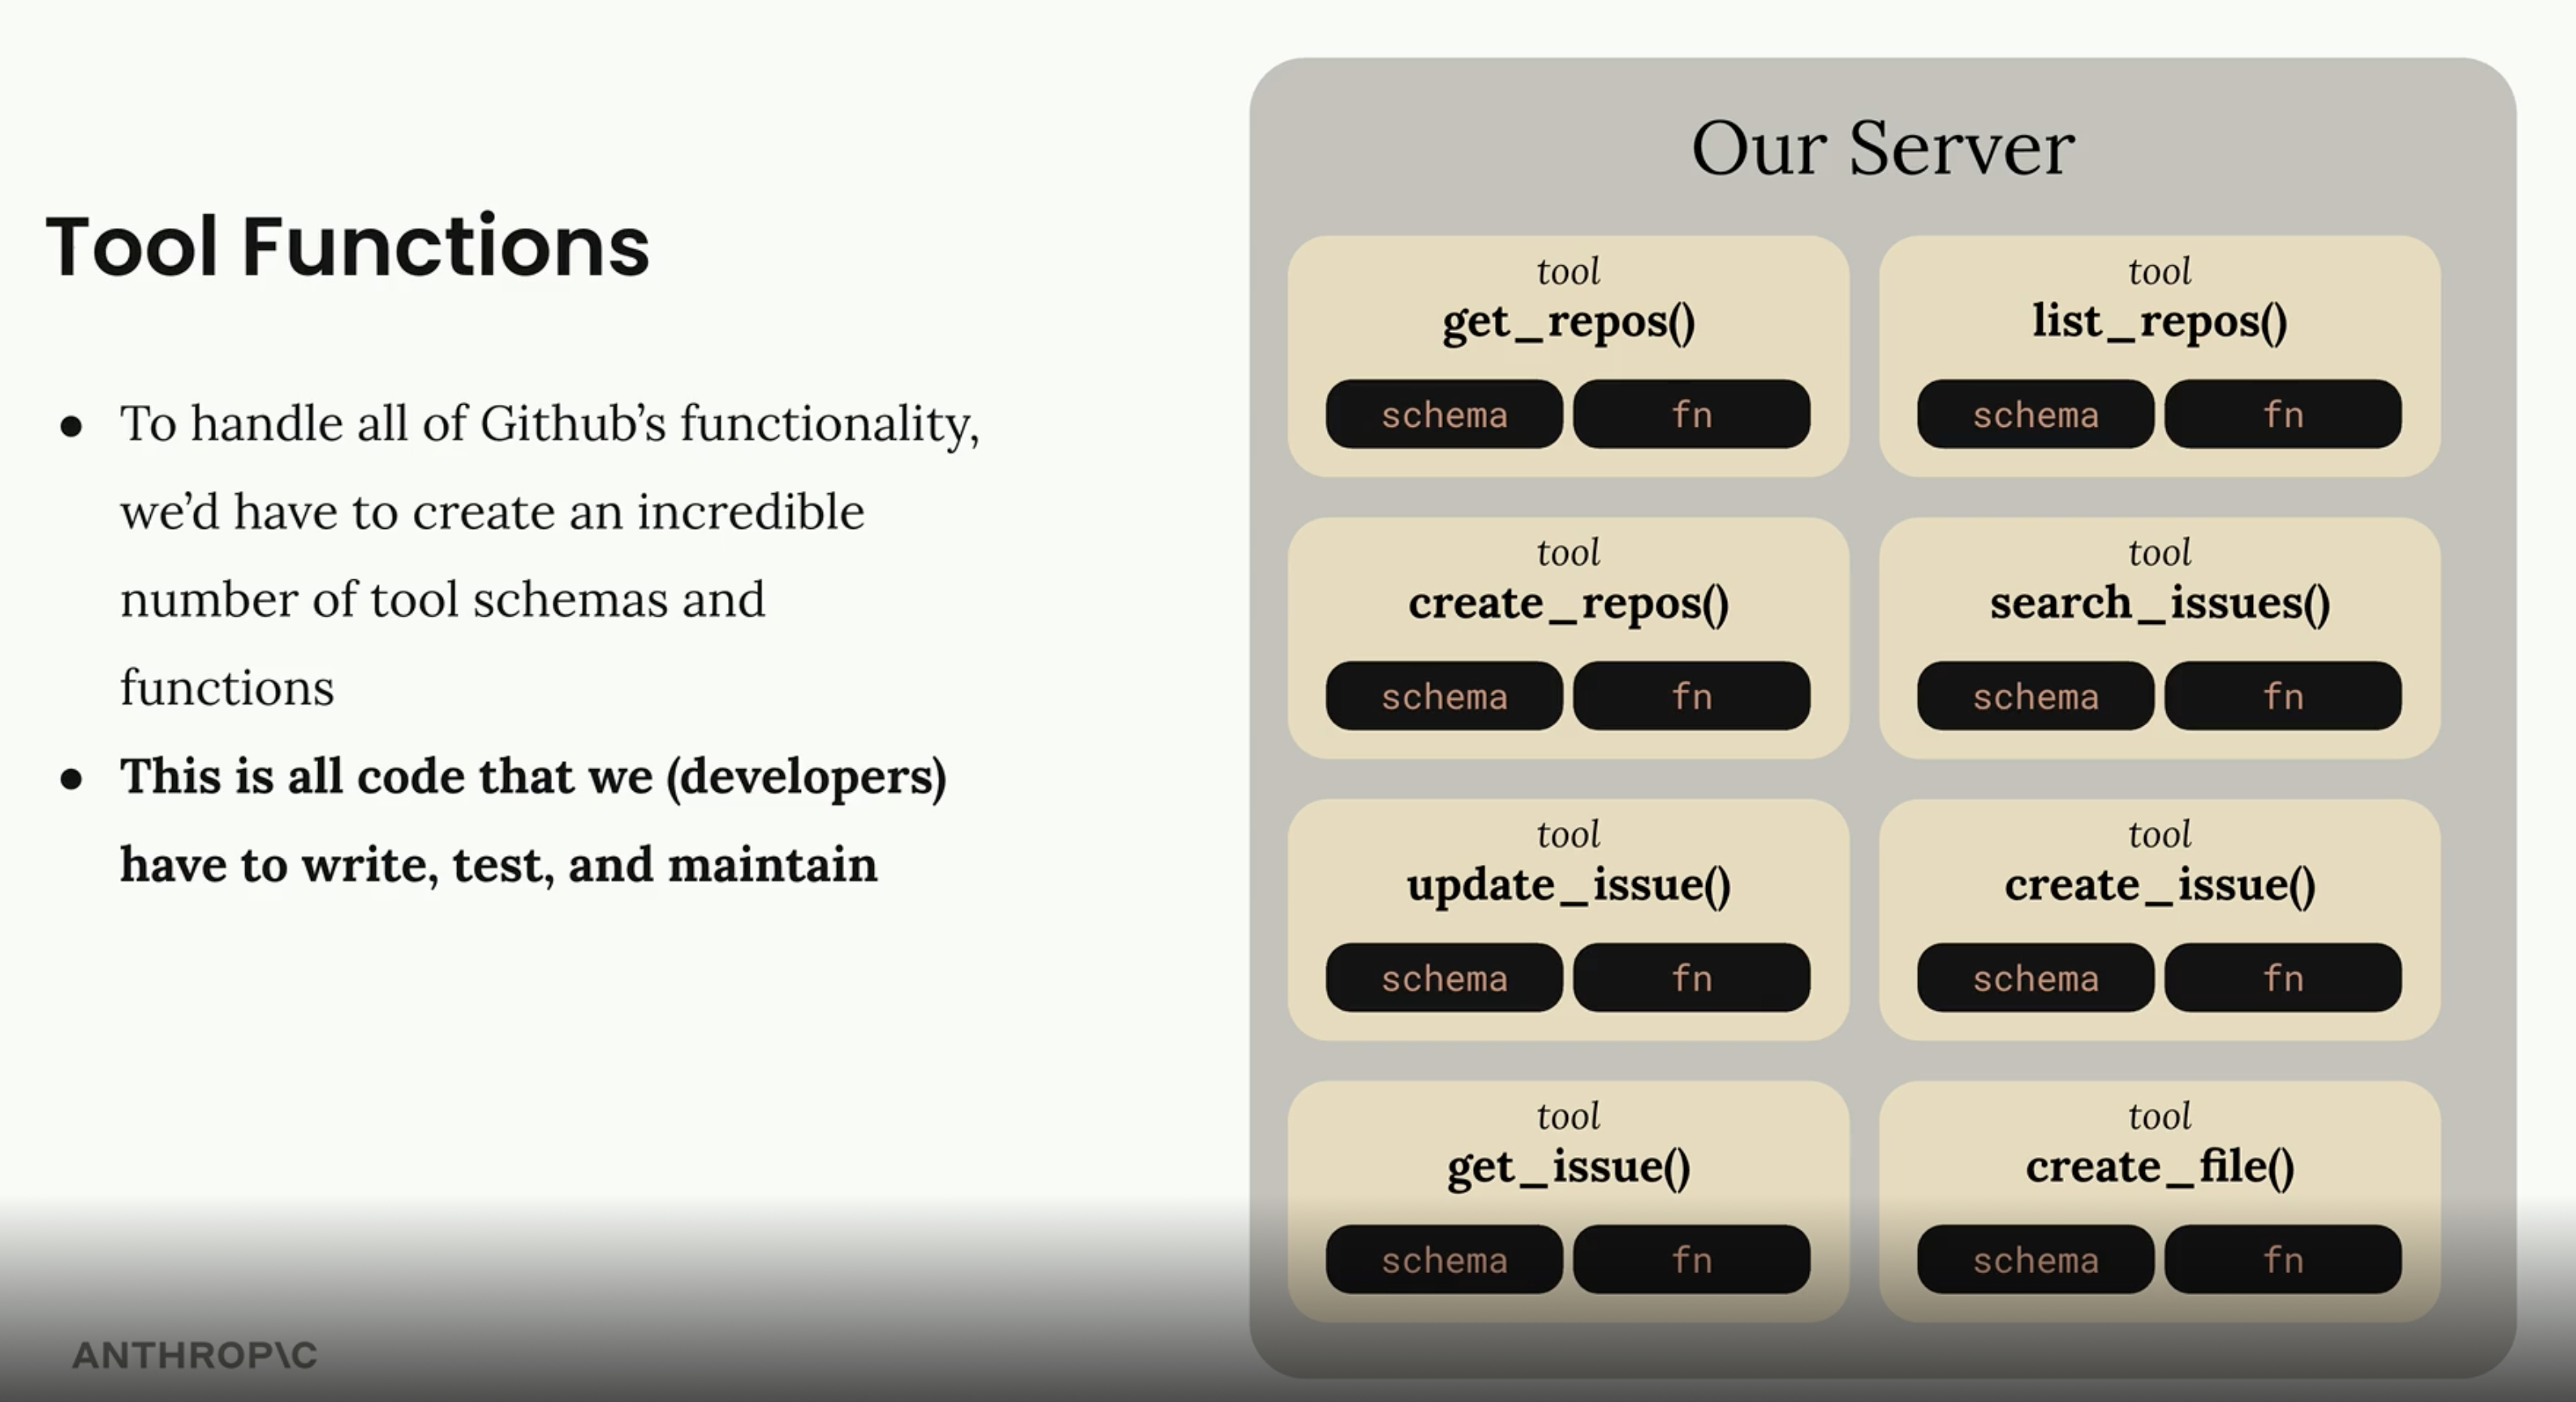 Tool Functions
● To handle all of Github’s functionality,
we’d have to create an incredible
number of tool schemas and
functions
● This is all code that we (developers)
have to write, test, and maintain
ANTHROP\C
Our Server
tool
get_repos()
schema fn
tool
list_repos()
schema fn
tool
create_repos()
schema fn
tool
search_issues()
schema fn
tool
update_issue()
schema fn
tool
create_issue()
schema fn
tool
get_issue()
schema fn
tool
create_file()
schema fn